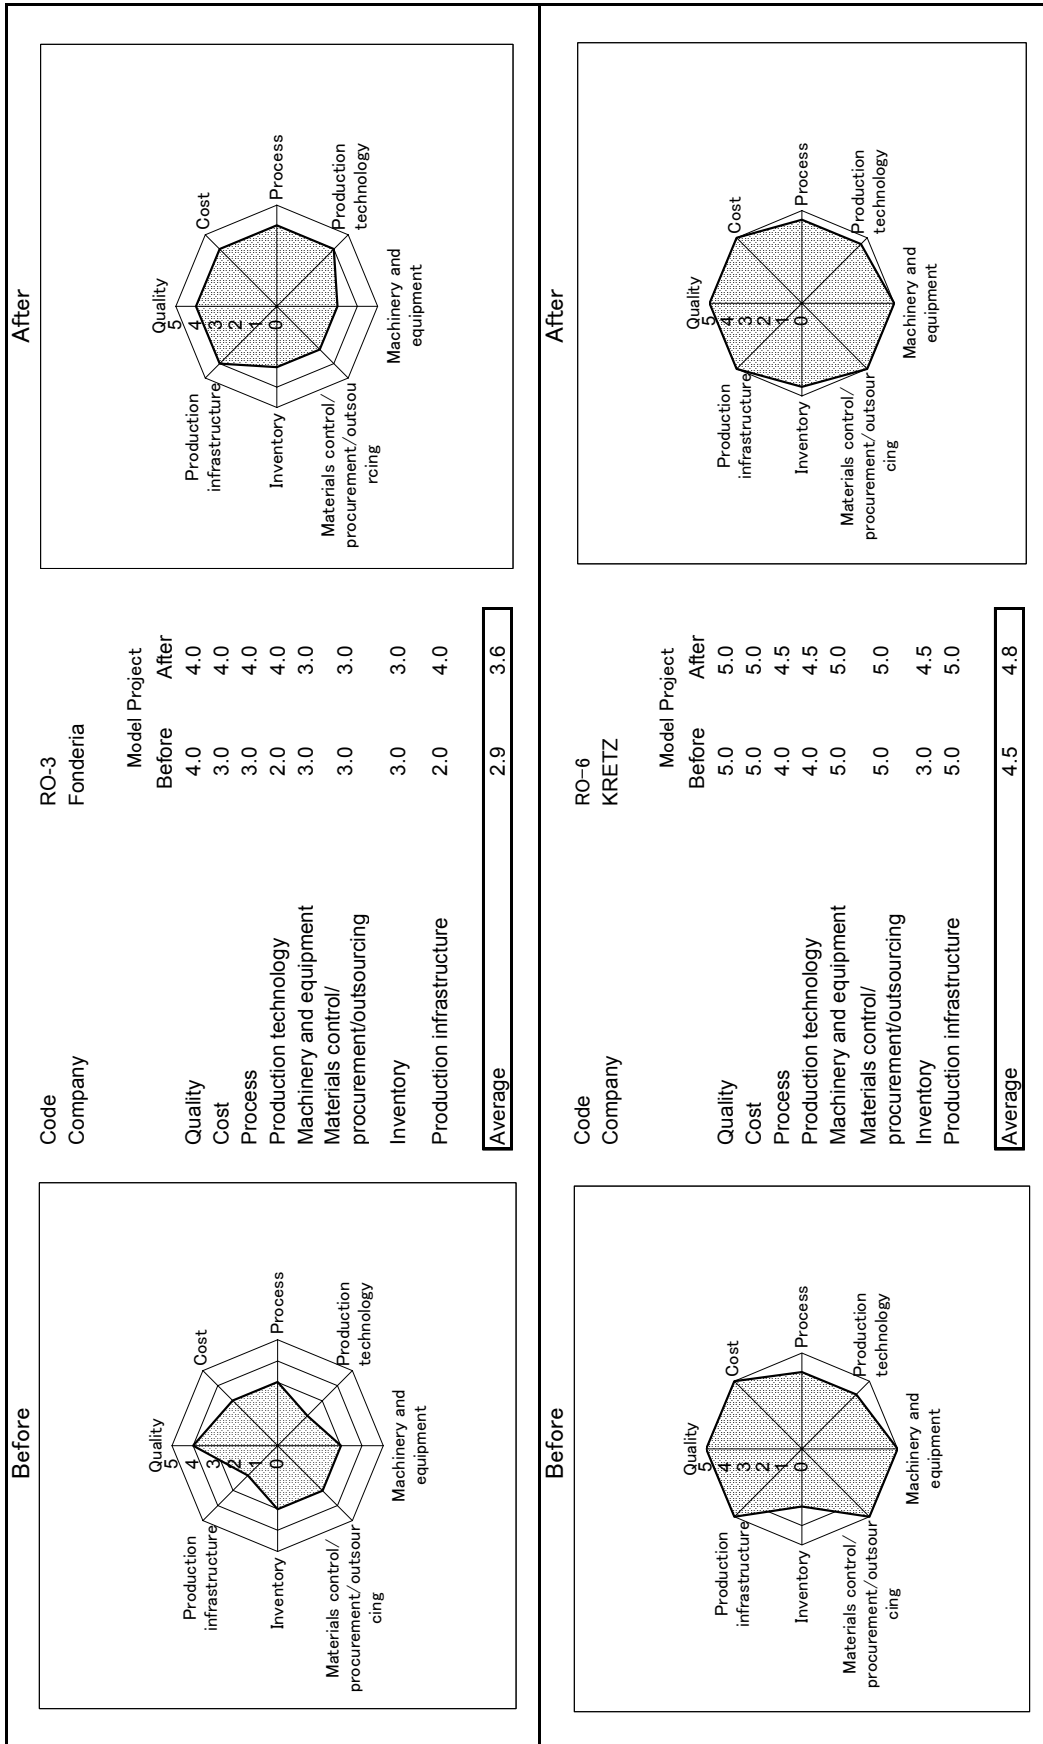 Before
Quality
5
4
3
2
1
0
Cost
Process
Production
technology
Machinery and
equipment
Materials control/
procurement/outsour
cing
Inventory
Production
infrastructure
Code RO-3
Company Fonderia
Model Project
Before After
Quality 4.0 4.0
Cost 3.0 4.0
Process 3.0 4.0
Production technology 2.0 4.0
Machinery and equipment 3.0 3.0
Materials control/
procurement/outsourcing 3.0 3.0
Inventory 3.0 3.0
Production infrastructure 2.0 4.0
Average 2.9 3.6
After
Quality
5
4
3
2
1
0
Cost
Process
Production
technology
Machinery and
equipment
Materials control/
procurement/outsou
rcing
Inventory
Production
infrastructure
Before
Quality
5
4
3
2
1
0
Cost
Process
Production
technology
Machinery and
equipment
Materials control/
procurement/outsour
cing
Inventory
Production
infrastructure
Code RO-6
Company KRETZ
Model Project
Before After
Quality 5.0 5.0
Cost 5.0 5.0
Process 4.0 4.5
Production technology 4.0 4.5
Machinery and equipment 5.0 5.0
Materials control/
procurement/outsourcing 5.0 5.0
Inventory 3.0 4.5
Production infrastructure 5.0 5.0
Average 4.5 4.8
After
Quality
5
4
3
2
1
0
Cost
Process
Production
technology
Machinery and
equipment
Materials control/
procurement/outsour
cing
Inventory
Production
infrastructure